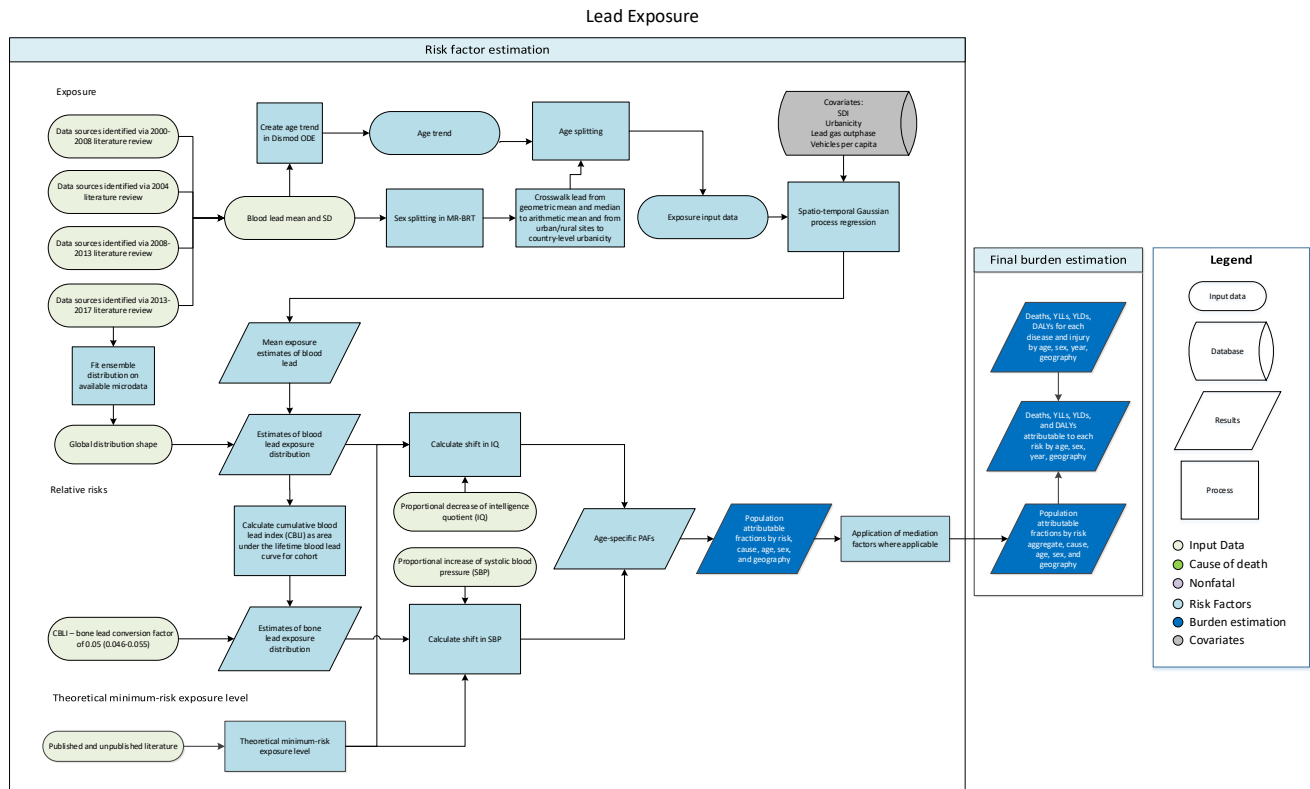 Lead Exposure
Risk factor estimation
Exposure
Data sources identified via 2000-
2008 literature review
Data sources identified via 2004
literature review
Data sources identified via 2008-
2013 literature review
Data sources identified via 2013-
2017 literature review
Fit ensemble
distribution on
available microdata
Global distribution shape
Create age trend
in Dismod ODE
Age trend
Age splitting
Blood lead mean and SD
Sex splitting in MR-BRT
Crosswalk lead from
geometric mean and median
to arithmetic mean and from
urban/rural sites to
country-level urbanicity
Exposure input data
Covariates:
SDI
Urbanicity
Lead gas outphase
Vehicles per capita
Spatio-temporal Gaussian
process regression
Mean exposure
estimates of blood
lead
Estimates of blood
lead exposure
distribution
Calculate shift in IQ
Relative risks
Proportional decrease of intelligence
quotient (IQ)
Calculate cumulative blood
lead index (CBLI) as area
under the lifetime blood lead
curve for cohort
Proportional increase of systolic blood
pressure (SBP)
Age-specific PAFs
Population
attributable
fractions by risk,
cause, age, sex,
and geography
Application of mediation
factors where applicable
CBLI – bone lead conversion factor
of 0.05 (0.046-0.055)
Estimates of bone
lead exposure
distribution
Calculate shift in SBP
Theoretical minimum-risk exposure level
Published and unpublished literature
Theoretical minimum-risk
exposure level
Final burden estimation
Deaths, YLLs, YLDs,
DALYs for each
disease and injury
by age, sex, year,
geography
Deaths, YLLs, YLDs,
and DALYs
attributable to each
risk by age, sex,
year, geography
Population
attributable
fractions by risk
aggregate, cause,
age, sex, and
geography
Legend
Input data
Database
Results
Process
Input Data
Cause of death
Nonfatal
Risk Factors
Burden estimation
Covariates